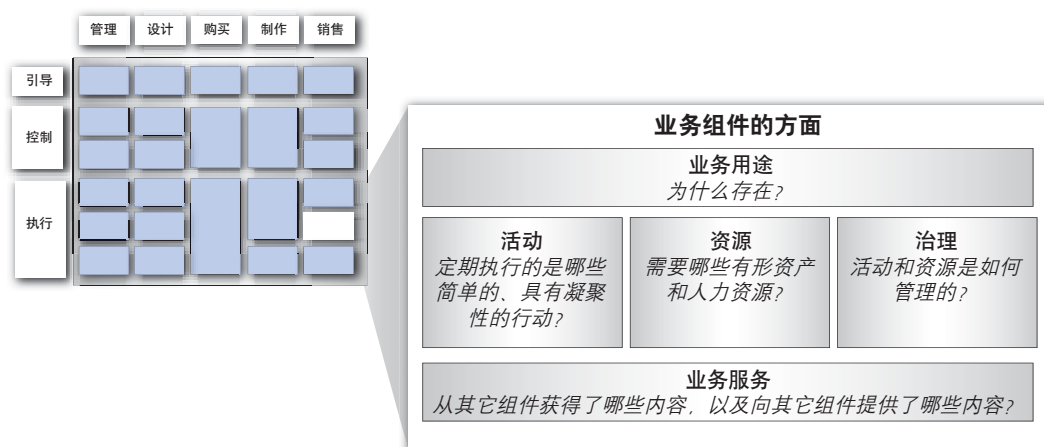 管理 设计 购买 制作 销售
引导
控制
执行
业务组件的方面
业务用途
为什么存在?
活动
定期执行的是哪些
简单的、具有凝聚
性的行动?
资源
需要哪些有形资产
和人力资源?
治理
活动和资源是如何
管理的?
业务服务
从其它组件获得了哪些内容，以及向其它组件提供了哪些内容?